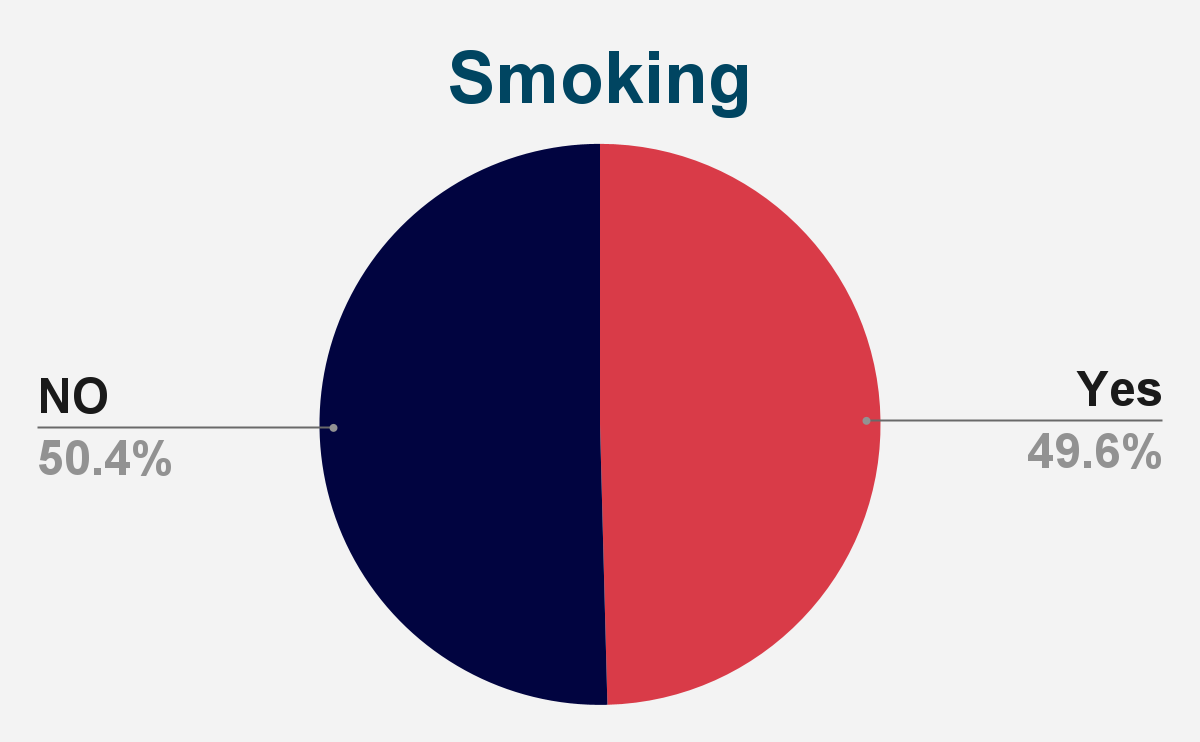 Smoking
NO
50.4%
Yes
49.6%